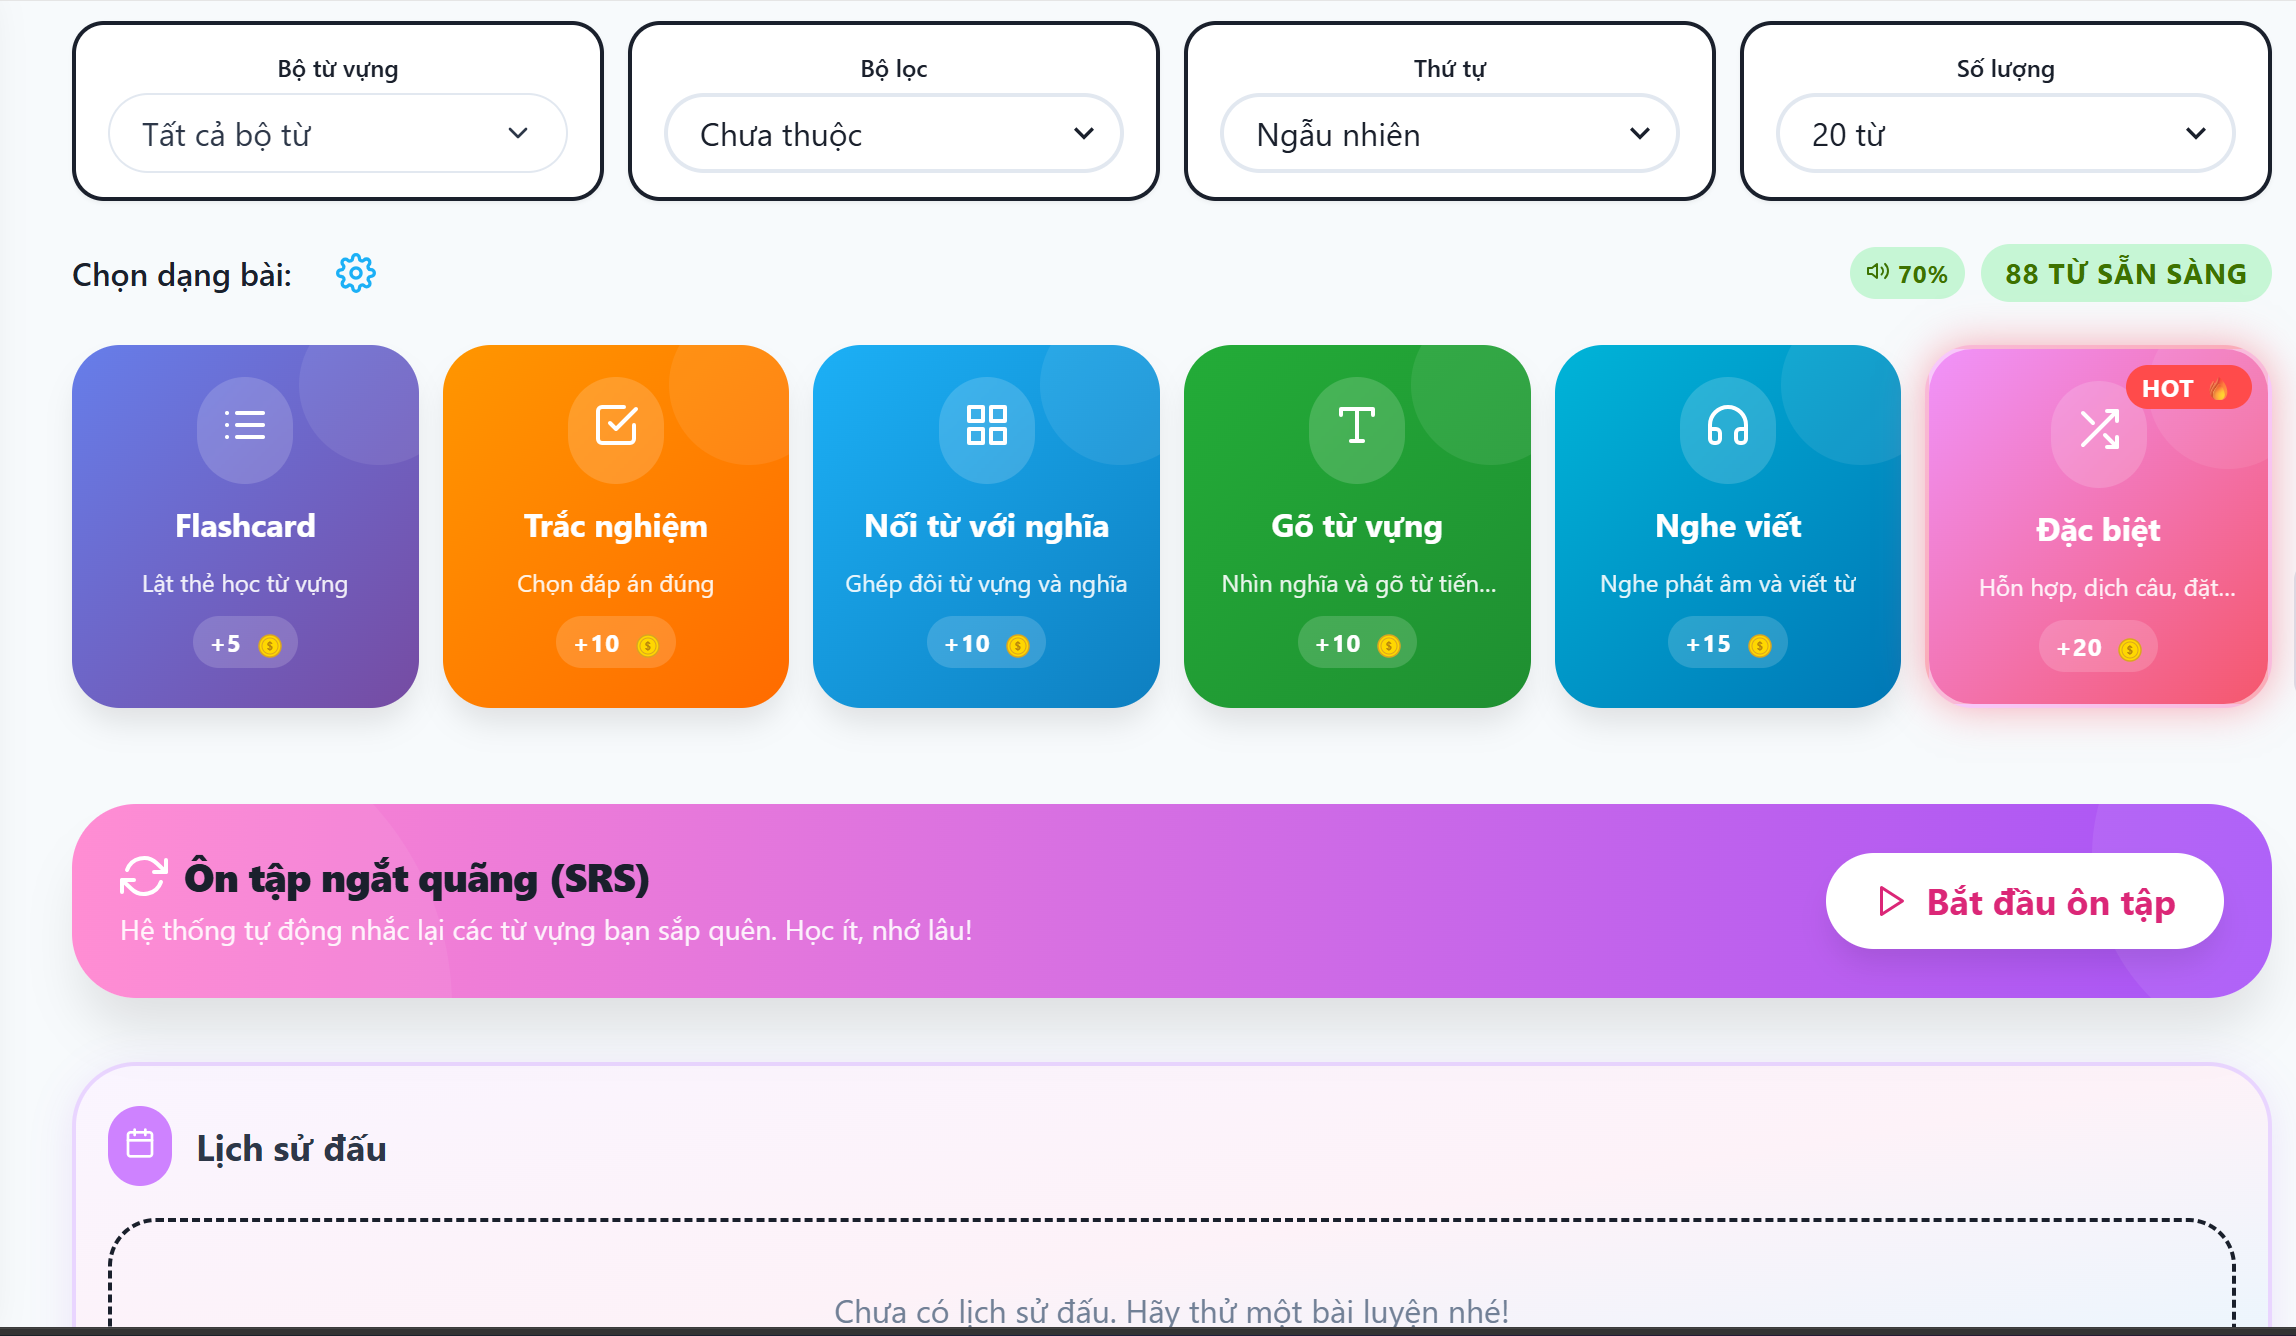 Bộ từ vựng
Tất cả bộ từ
Bộ lọc
Chưa thuộc
Thứ tự
Ngẫu nhiên
Số lượng
20 từ
Chọn dạng bài:
70%
88 TỪ SẴN SÀNG
Flashcard
Lật thẻ học từ vựng
+5
Trắc nghiệm
Chọn đáp án đúng
+10
Nối từ với nghĩa
Ghép đôi từ vựng và nghĩa
+10
Gõ từ vựng
Nhìn nghĩa và gõ từ tiến...
+10
Nghe viết
Nghe phát âm và viết từ
+15
HOT 🔥
Đặc biệt
Hỗn hợp, dịch câu, đặt...
+20
Ôn tập ngắt quãng (SRS)
Hệ thống tự động nhắc lại các từ vựng bạn sắp quên. Học ít, nhớ lâu!
Bắt đầu ôn tập
Lịch sử đấu
Chưa có lịch sử đấu. Hãy thử một bài luyện nhé!